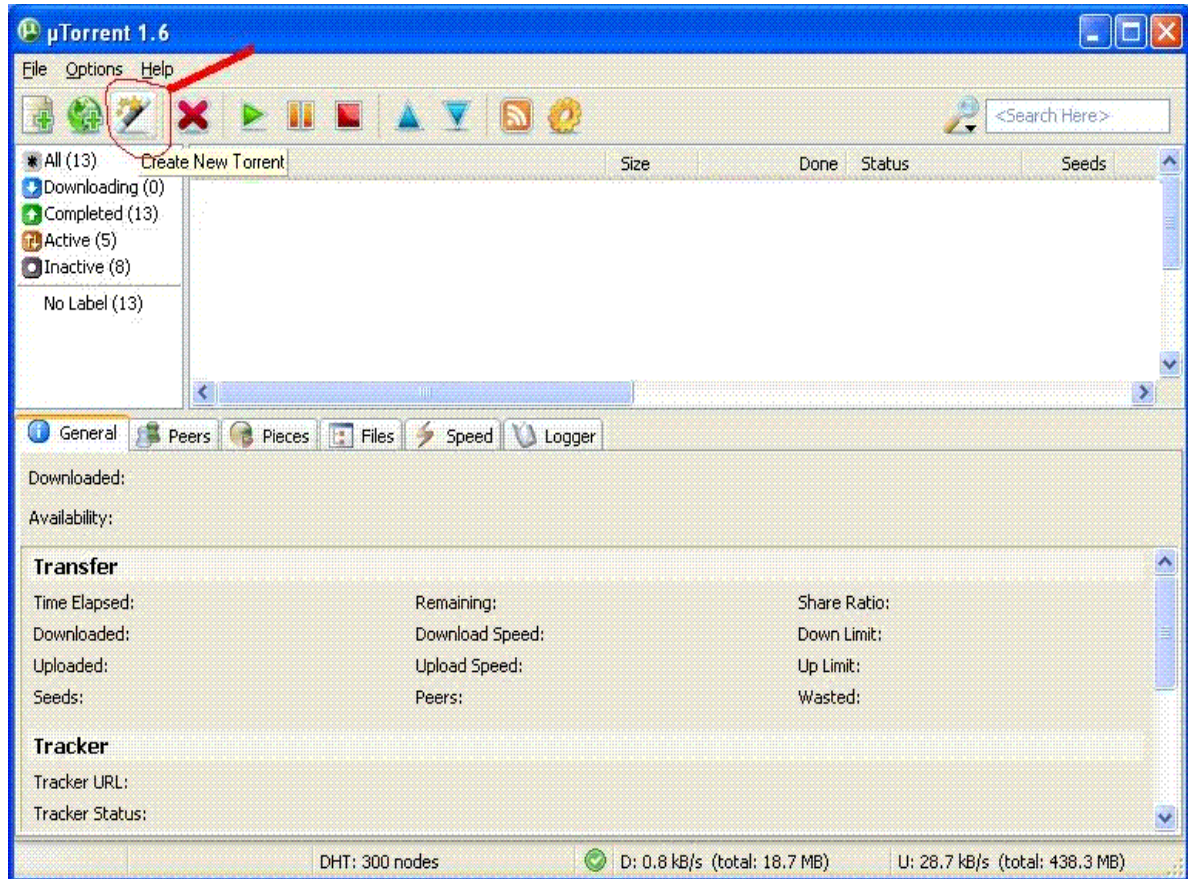 µTorrent 1.6
File Options Help
<Search Here>
Create New Torrent
Size Done Status Seeds
All (13)
Downloading (0)
Completed (13)
Active (5)
Inactive (8)
No Label (13)
General Peers Pieces Files Speed Logger
Downloaded:
Availability:
Transfer
Time Elapsed: Remaining: Share Ratio:
Downloaded: Download Speed: Down Limit:
Uploaded: Upload Speed: Up Limit:
Seeds: Peers: Wasted:
Tracker
Tracker URL:
Tracker Status:
DHT: 300 nodes D: 0.8 kB/s (total: 18.7 MB) U: 28.7 kB/s (total: 438.3 MB)